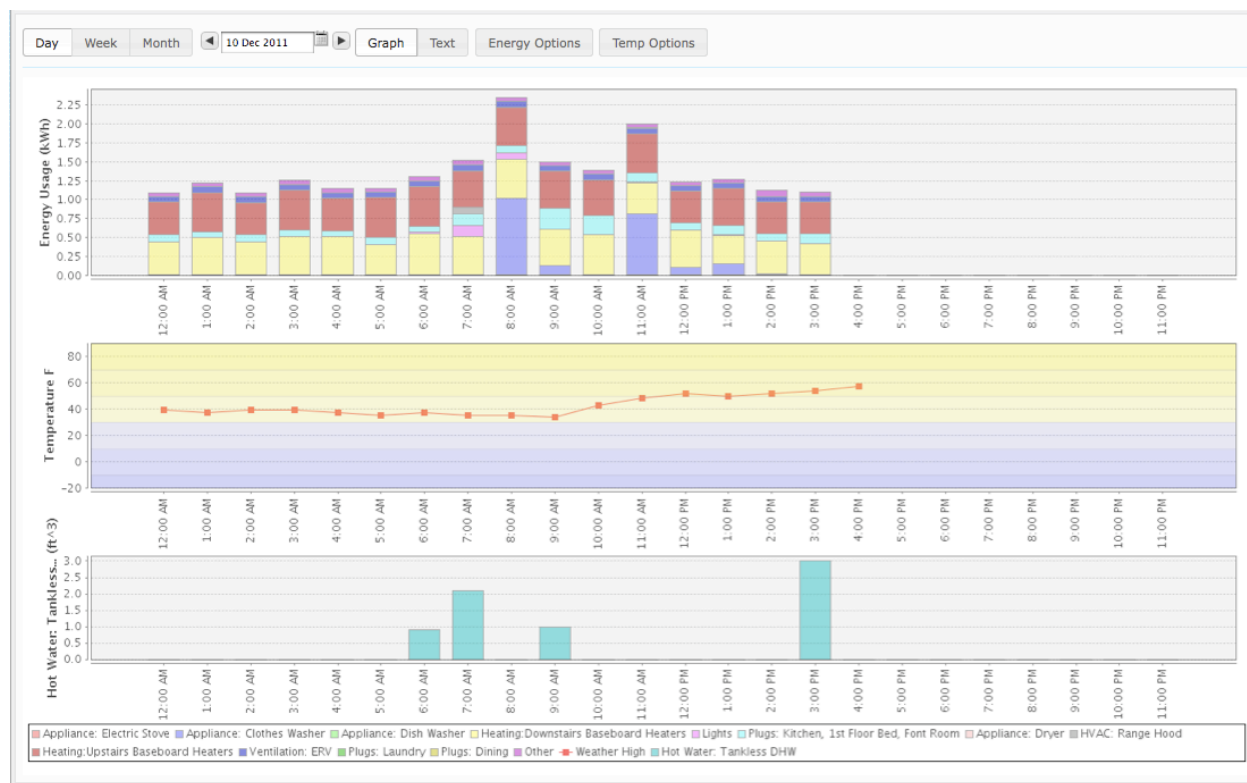 Day Week Month 10 Dec 2011 Graph Text Energy Options Temp Options
Energy Usage (kWh)
2.25
2.00
1.75
1.50
1.25
1.00
0.75
0.50
0.25
0.00
12:00 AM 1:00 AM 2:00 AM 3:00 AM 4:00 AM 5:00 AM 6:00 AM 7:00 AM 8:00 AM 9:00 AM 10:00 AM 11:00 AM 12:00 PM 1:00 PM 2:00 PM 3:00 PM 4:00 PM 5:00 PM 6:00 PM 7:00 PM 8:00 PM 9:00 PM 10:00 PM 11:00 PM
Temperature F
80
60
40
20
0
-20
12:00 AM 1:00 AM 2:00 AM 3:00 AM 4:00 AM 5:00 AM 6:00 AM 7:00 AM 8:00 AM 9:00 AM 10:00 AM 11:00 AM 12:00 PM 1:00 PM 2:00 PM 3:00 PM 4:00 PM 5:00 PM 6:00 PM 7:00 PM 8:00 PM 9:00 PM 10:00 PM 11:00 PM
Hot Water: Tankless... (ft^3)
3.0
2.5
2.0
1.5
1.0
0.5
0.0
12:00 AM 1:00 AM 2:00 AM 3:00 AM 4:00 AM 5:00 AM 6:00 AM 7:00 AM 8:00 AM 9:00 AM 10:00 AM 11:00 AM 12:00 PM 1:00 PM 2:00 PM 3:00 PM 4:00 PM 5:00 PM 6:00 PM 7:00 PM 8:00 PM 9:00 PM 10:00 PM 11:00 PM
Appliance: Electric Stove Appliance: Clothes Washer Appliance: Dish Washer Heating:Downstairs Baseboard Heaters Lights Plugs: Kitchen, 1st Floor Bed, Font Room Appliance: Dryer HVAC: Range Hood
Heating:Upstairs Baseboard Heaters Ventilation: ERV Plugs: Laundry Plugs: Dining Other Weather High Hot Water: Tankless DHW